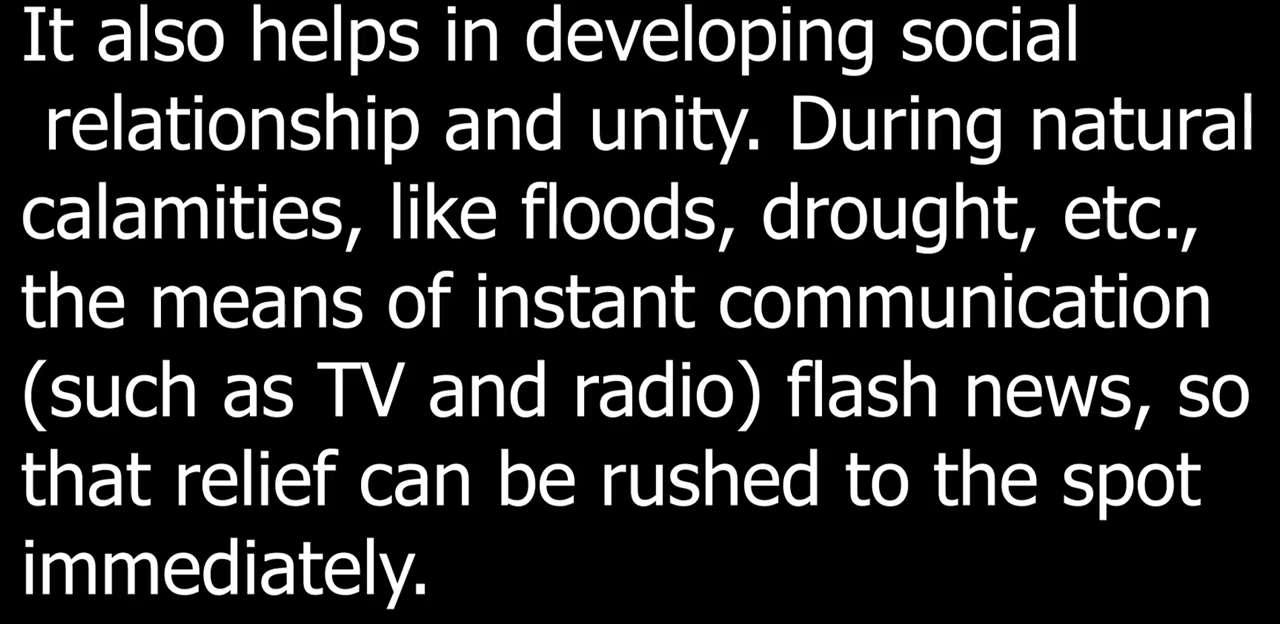 It also helps in developing social
relationship and unity. During natural
calamities, like floods, drought, etc.,
the means of instant communication
(such as TV and radio) flash news, so
that relief can be rushed to the spot
immediately.